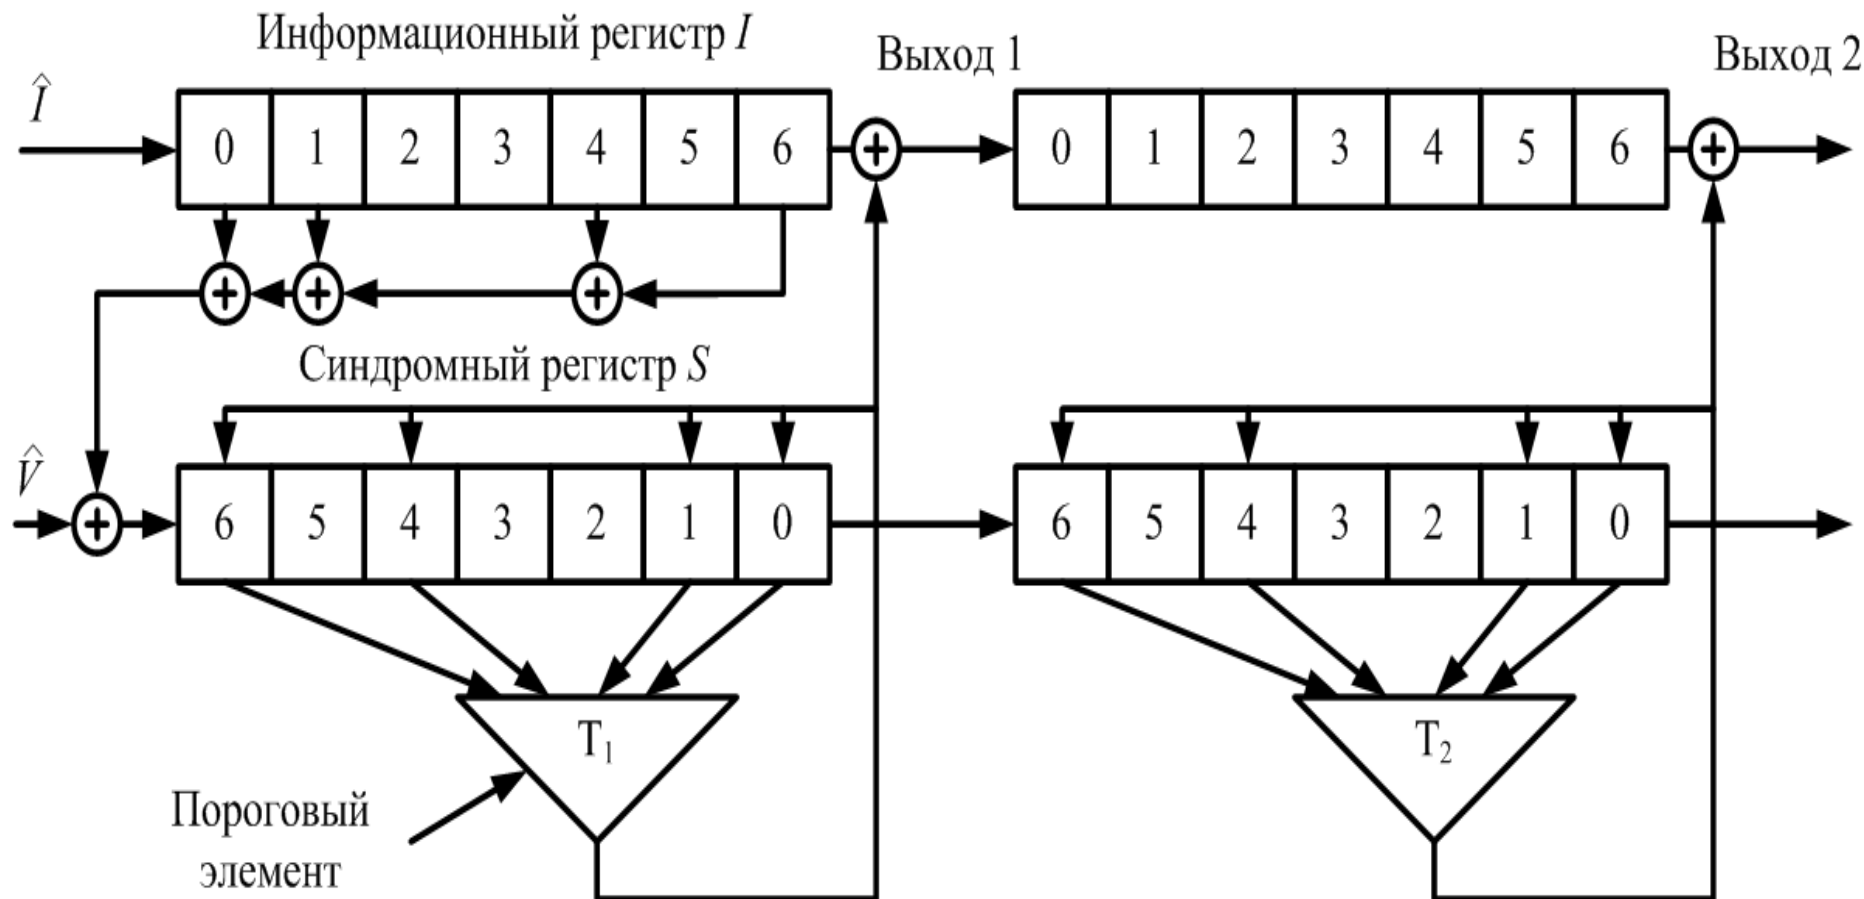 Информационный регистр I
Выход 1
Выход 2
Î
0 1 2 3 4 5 6
0 1 2 3 4 5 6
+ +
+ + +
Синдромный регистр S
V̂
+
6 5 4 3 2 1 0
6 5 4 3 2 1 0
T₁
T₂
Пороговый
элемент